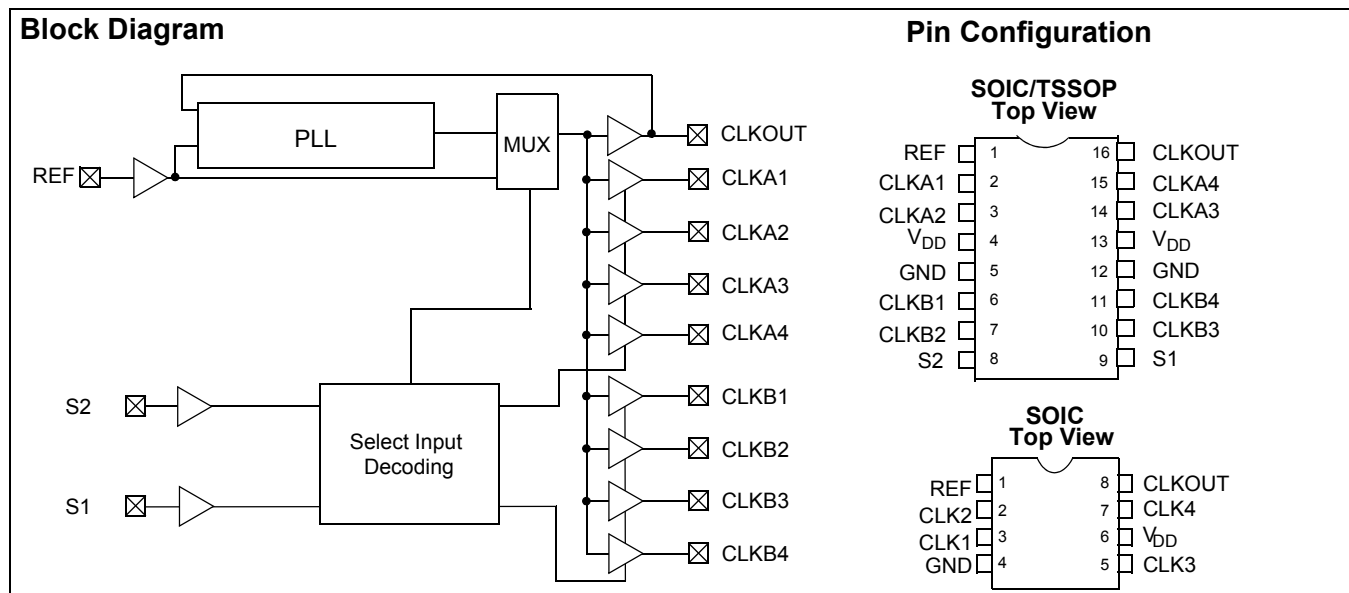 Block Diagram
Pin Configuration
PLL
MUX
REF
CLKOUT
CLKA1
CLKA2
CLKA3
CLKA4
S2
S1
Select Input
Decoding
CLKB1
CLKB2
CLKB3
CLKB4
SOIC/TSSOP
Top View
REF 1 16 CLKOUT
CLKA1 2 15 CLKA4
CLKA2 3 14 CLKA3
VDD 4 13 VDD
GND 5 12 GND
CLKB1 6 11 CLKB4
CLKB2 7 10 CLKB3
S2 8 9 S1
SOIC
Top View
REF 1 8 CLKOUT
CLK2 2 7 CLK4
CLK1 3 6 VDD
GND 4 5 CLK3